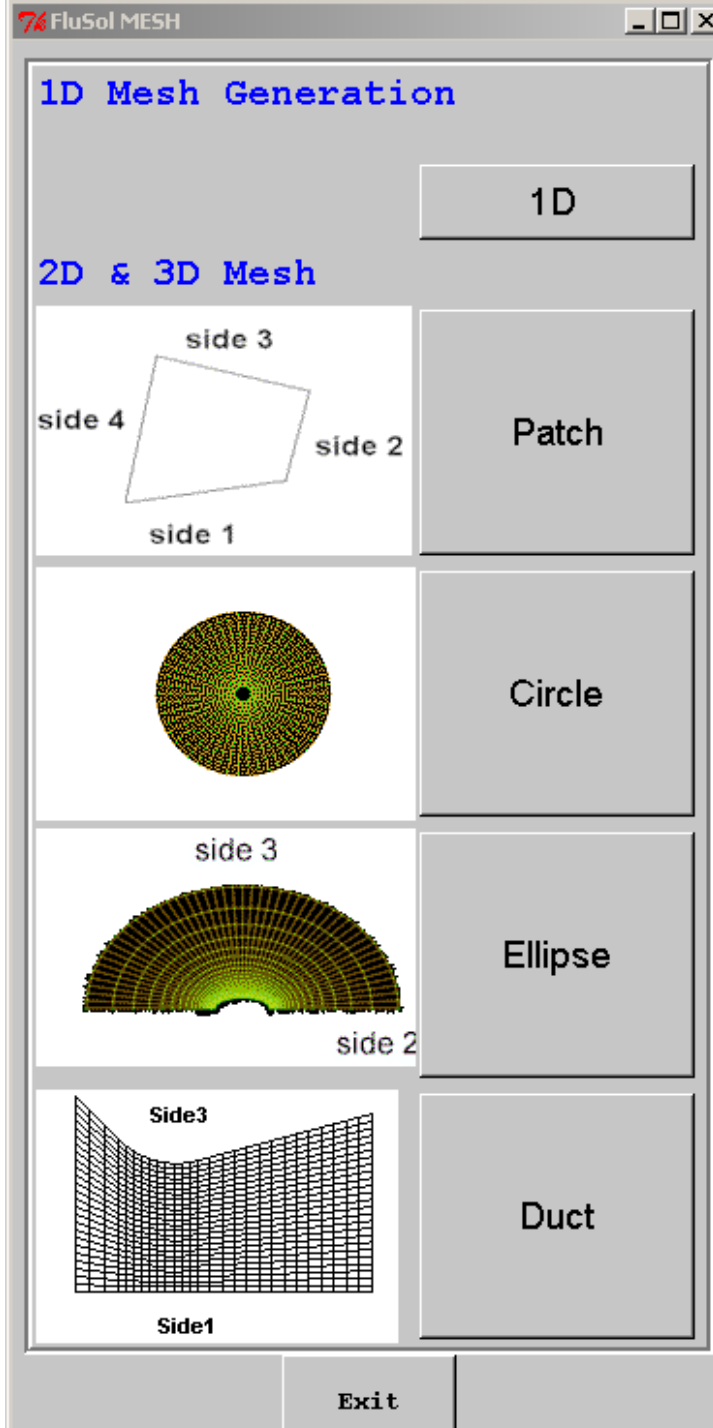 FluSol MESH
1D Mesh Generation
1D
2D & 3D Mesh
side 3
side 4
side 2
side 1
Patch
Circle
side 3
side 2
Ellipse
Side3
Side1
Duct
Exit